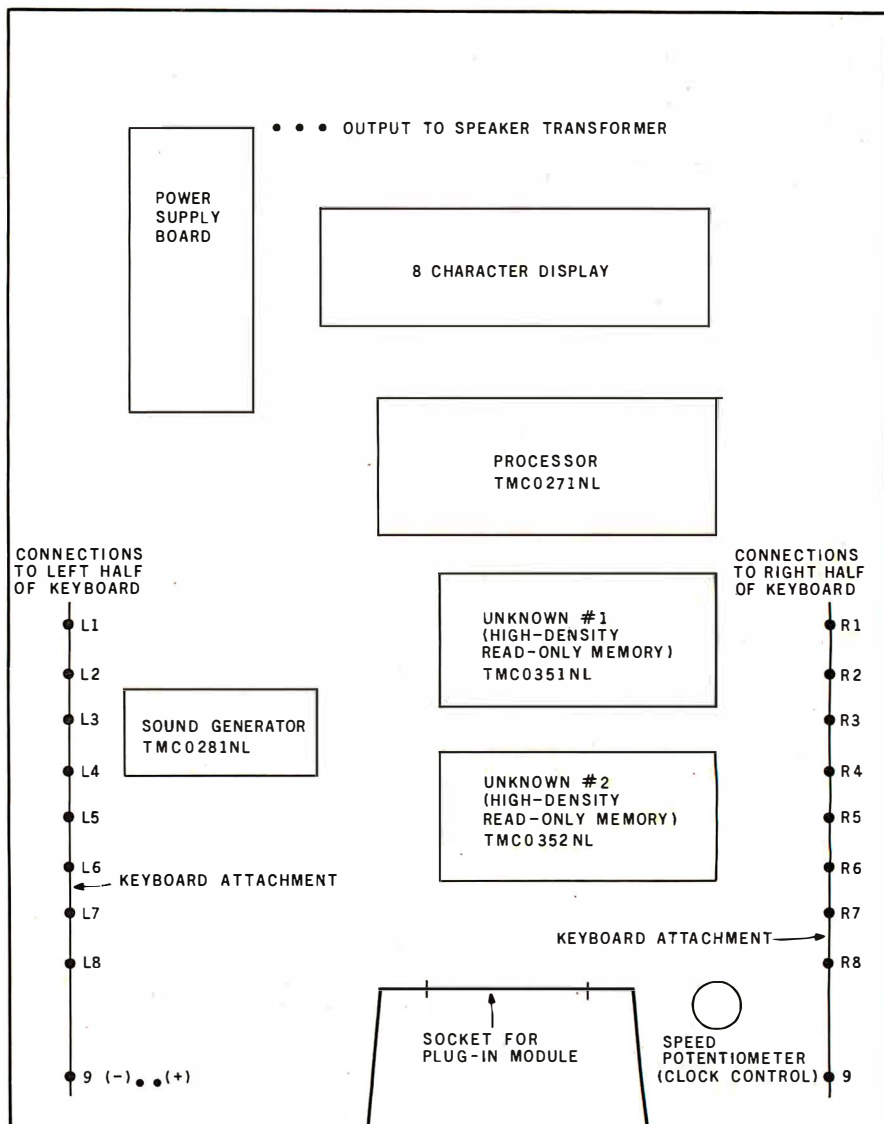 OUTPUT TO SPEAKER TRANSFORMER
POWER
SUPPLY
BOARD
8 CHARACTER DISPLAY
PROCESSOR
TMC0271NL
CONNECTIONS
TO LEFT HALF
OF KEYBOARD
CONNECTIONS
TO RIGHT HALF
OF KEYBOARD
UNKNOWN #1
(HIGH-DENSITY
READ-ONLY MEMORY)
TMC0351NL
L1
R1
L2
R2
L3
R3
SOUND GENERATOR
TMC0281NL
L4
R4
UNKNOWN #2
(HIGH-DENSITY
READ-ONLY MEMORY)
TMC0352NL
L5
R5
L6
R6
KEYBOARD ATTACHMENT
L7
R7
KEYBOARD ATTACHMENT
L8
R8
SOCKET FOR
PLUG-IN MODULE
SPEED
POTENTIOMETER
(CLOCK CONTROL)
9 (-) (+)
9